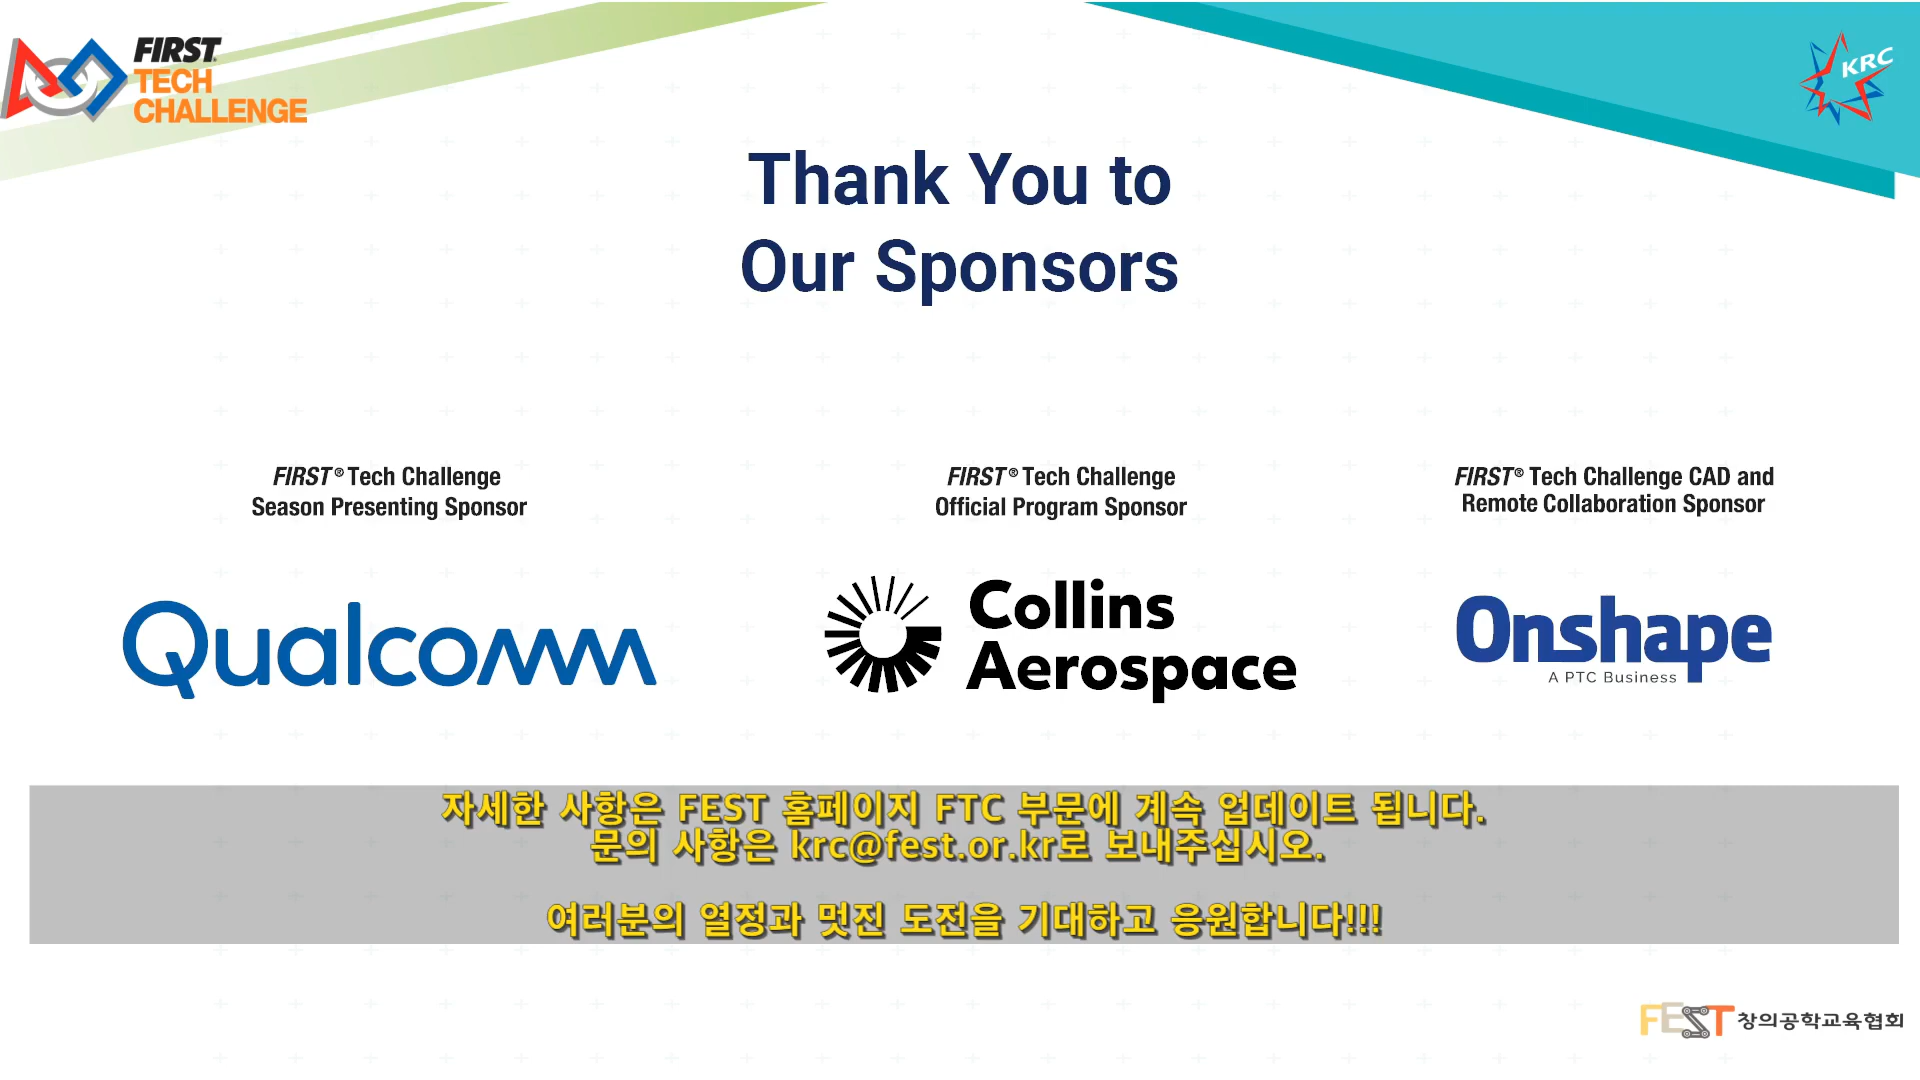 FIRST®
TECH
CHALLENGE
KRC
Thank You to
Our Sponsors
FIRST® Tech Challenge
Season Presenting Sponsor
Qualcomm
FIRST® Tech Challenge
Official Program Sponsor
Collins
Aerospace
FIRST® Tech Challenge CAD and
Remote Collaboration Sponsor
Onshape
A PTC Business
자세한 사항은 FEST 홈페이지 FTC 부문에 계속 업데이트 됩니다.
문의 사항은 krc@fest.or.kr로 보내주십시오.
여러분의 열정과 멋진 도전을 기대하고 응원합니다!!!
FEST 창의공학교육협회